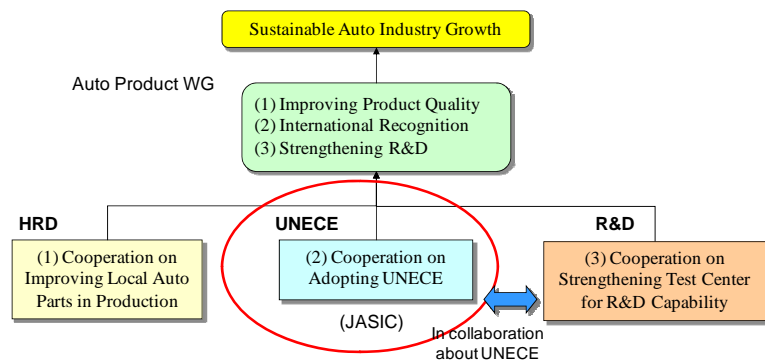 Sustainable Auto Industry Growth
Auto Product WG
(1) Improving Product Quality
(2) International Recognition
(3) Strengthening R&D
HRD
UNECE
R&D
(1) Cooperation on
Improving Local Auto
Parts in Production
(2) Cooperation on
Adopting UNECE
(3) Cooperation on
Strengthening Test Center
for R&D Capability
(JASIC)
In collaboration
about UNECE